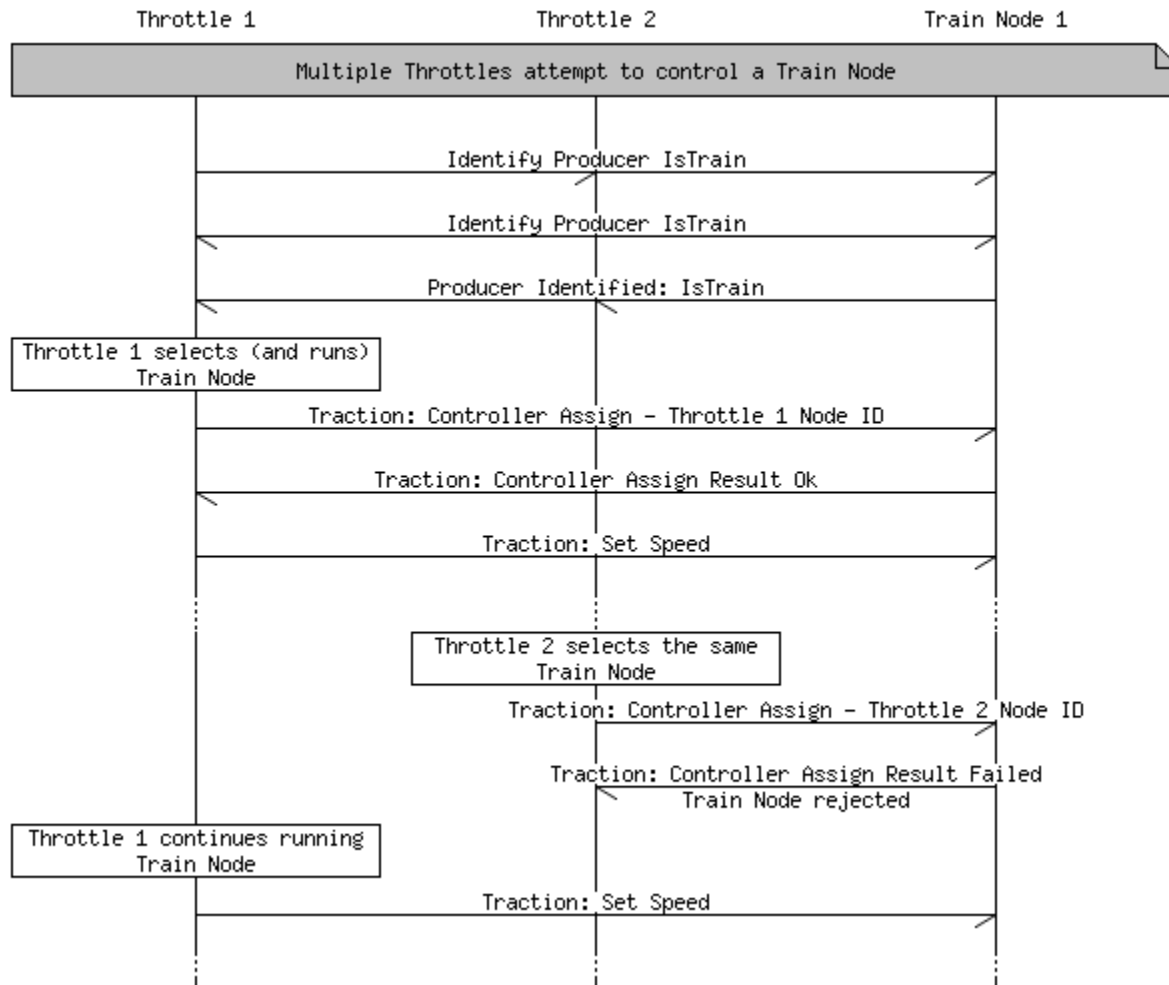 Throttle 1
Throttle 2
Train Node 1
Multiple Throttles attempt to control a Train Node
Identify Producer IsTrain
Identify Producer IsTrain
Producer Identified: IsTrain
Throttle 1 selects (and runs)
Train Node
Traction: Controller Assign – Throttle 1 Node ID
Traction: Controller Assign Result Ok
Traction: Set Speed
Throttle 2 selects the same
Train Node
Traction: Controller Assign – Throttle 2 Node ID
Traction: Controller Assign Result Failed
Train Node rejected
Throttle 1 continues running
Train Node
Traction: Set Speed